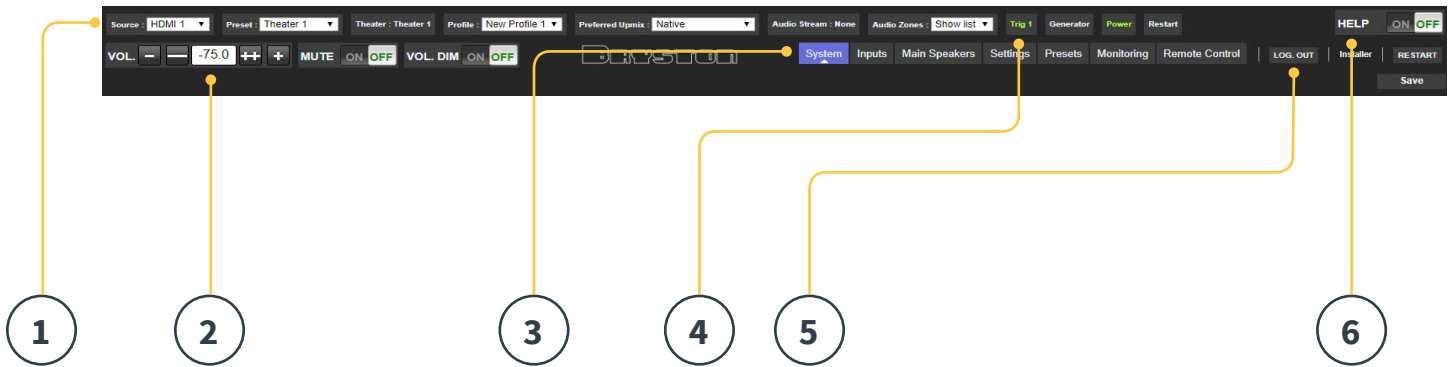 Source : HDMI 1 Preset : Theater 1 Theater : Theater 1 Profile : New Profile 1 Preferred Upmix : Native Audio Stream : None Audio Zones : Show list Trig 1 Generator Power Restart HELP ON OFF
VOL. - -75.0 + MUTE ON OFF VOL. DIM ON OFF BRYSTON System Inputs Main Speakers Settings Presets Monitoring Remote Control LOG. OUT Installer RESTART
Save
1 2 3 4 5 6